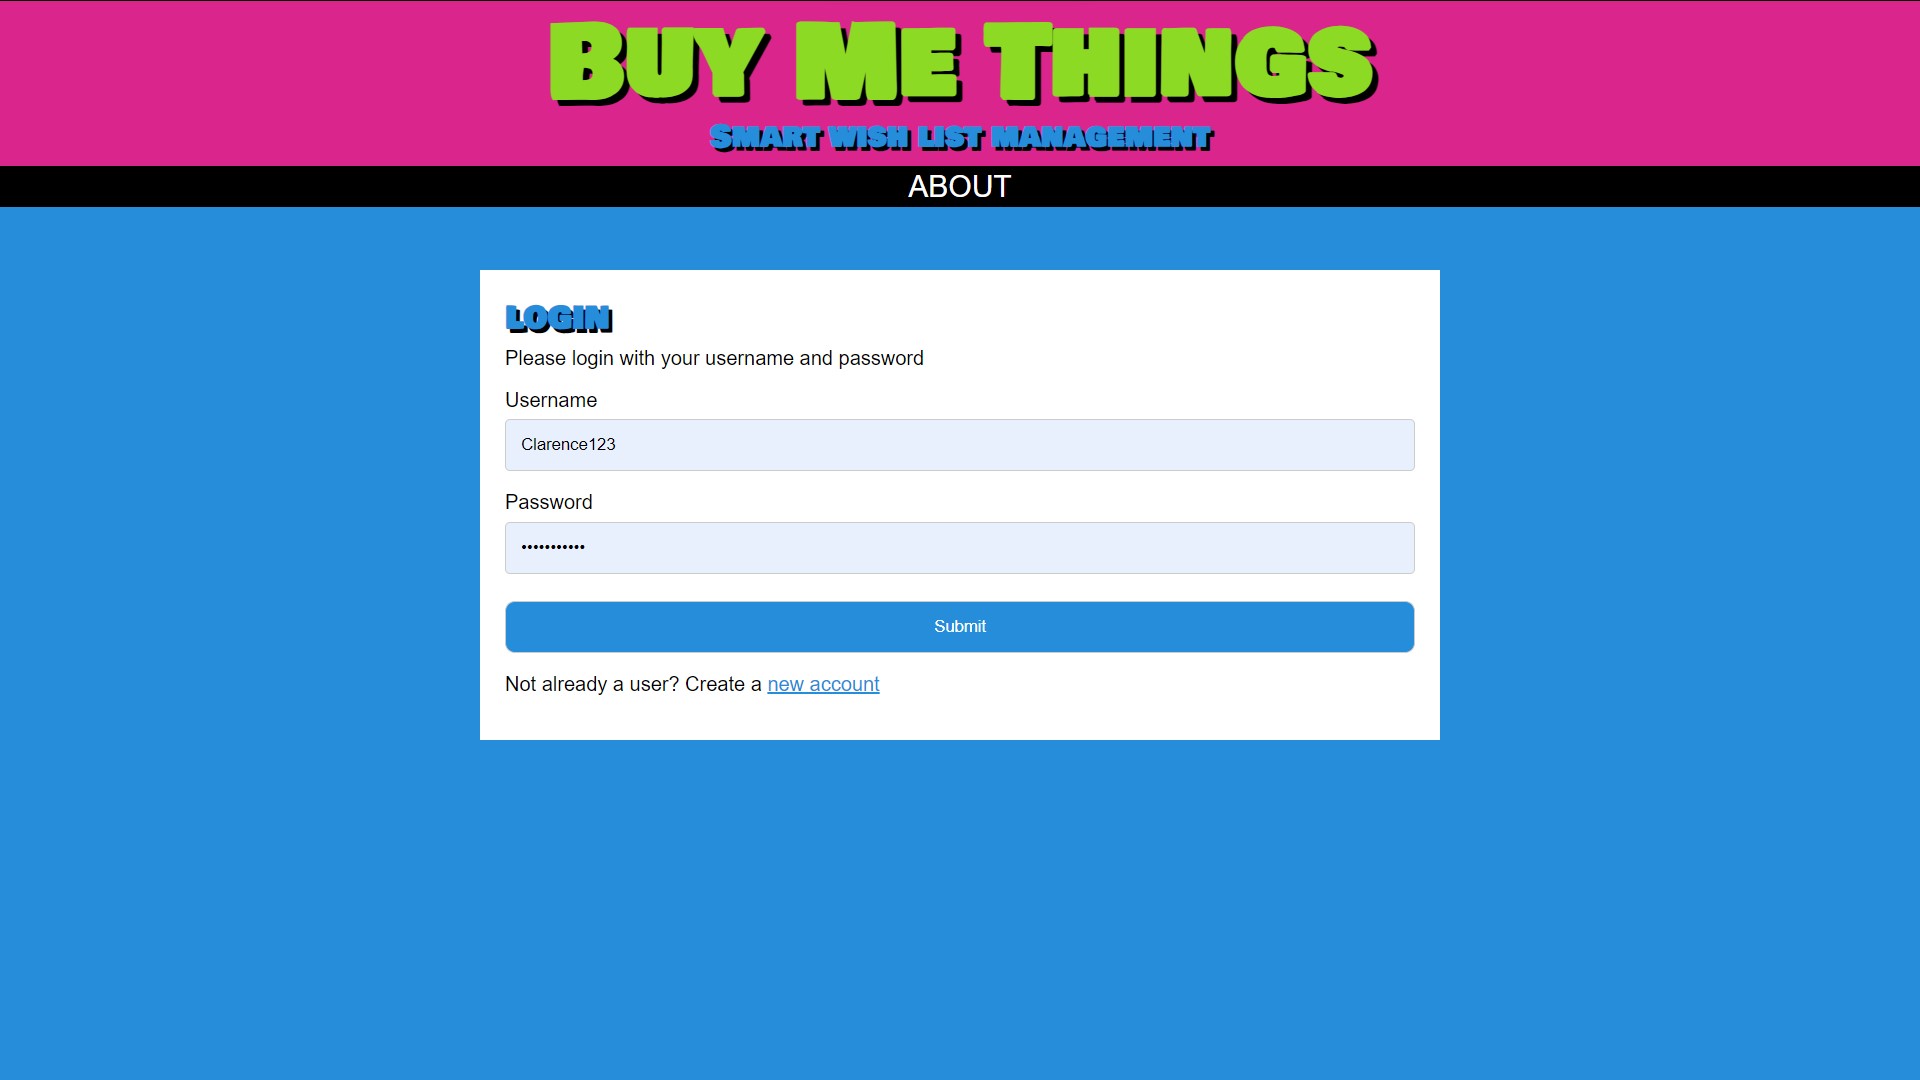 Buy Me Things
Smart wish list management
ABOUT
LOGIN
Please login with your username and password
Username
Clarence123
Password
•••••••••••
Submit
Not already a user? Create a new account